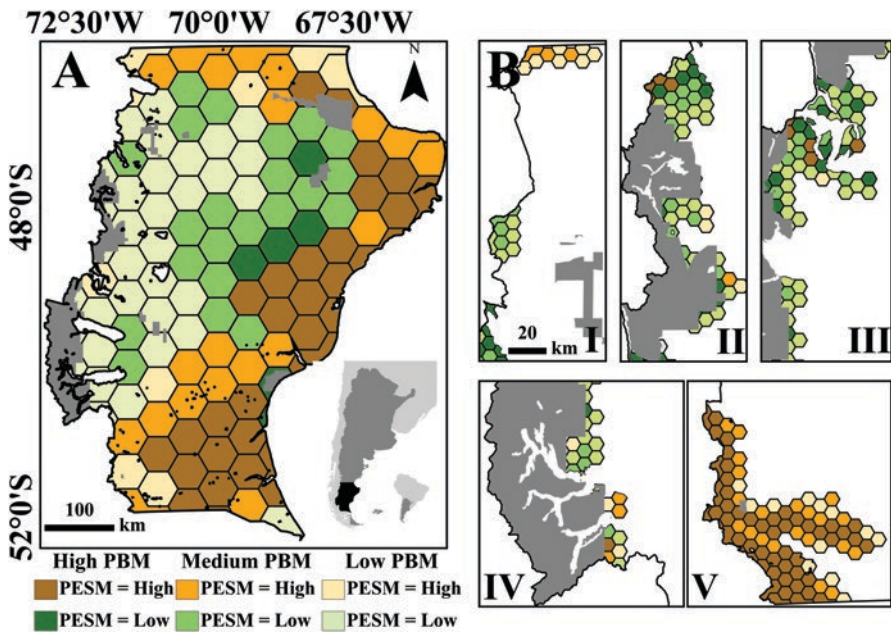 72°30'W 70°0'W 67°30'W
A
N
48°0'S
52°0'S
100
km
B
I
20
km
II
III
IV
V
High PBM Medium PBM Low PBM
PESM = High PESM = High PESM = High
PESM = Low PESM = Low PESM = Low